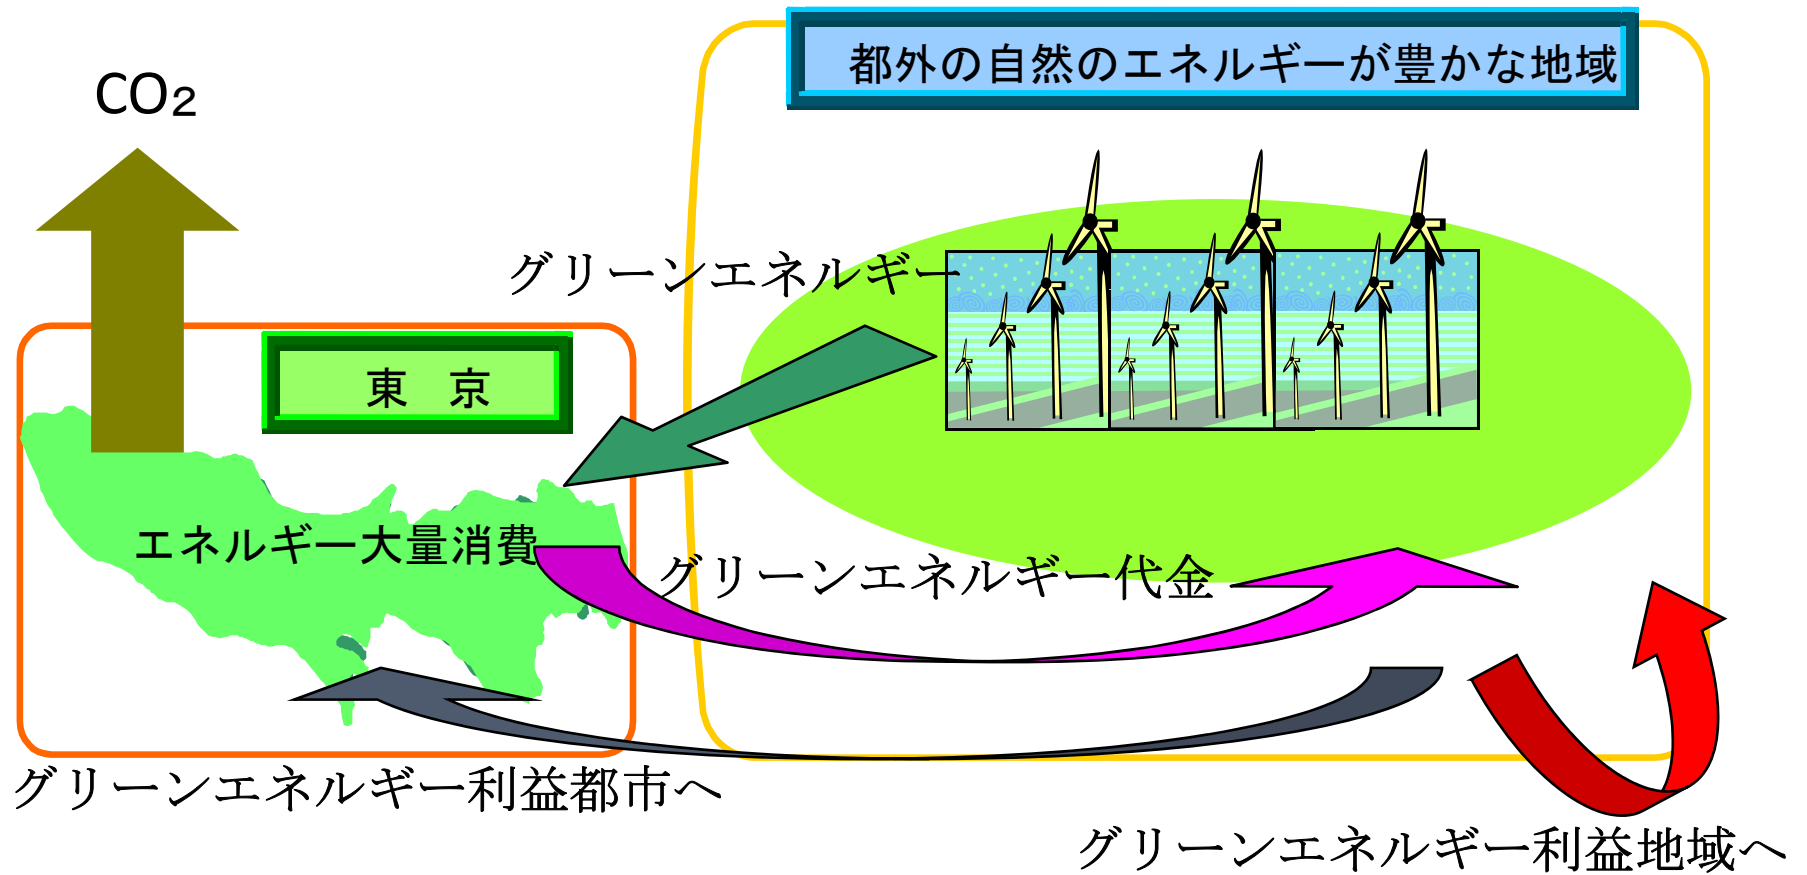 都外の自然のエネルギーが豊かな地域
CO₂
グリーンエネルギー
東　京
エネルギー大量消費
グリーンエネルギー代金
グリーンエネルギー利益都市へ
グリーンエネルギー利益地域へ